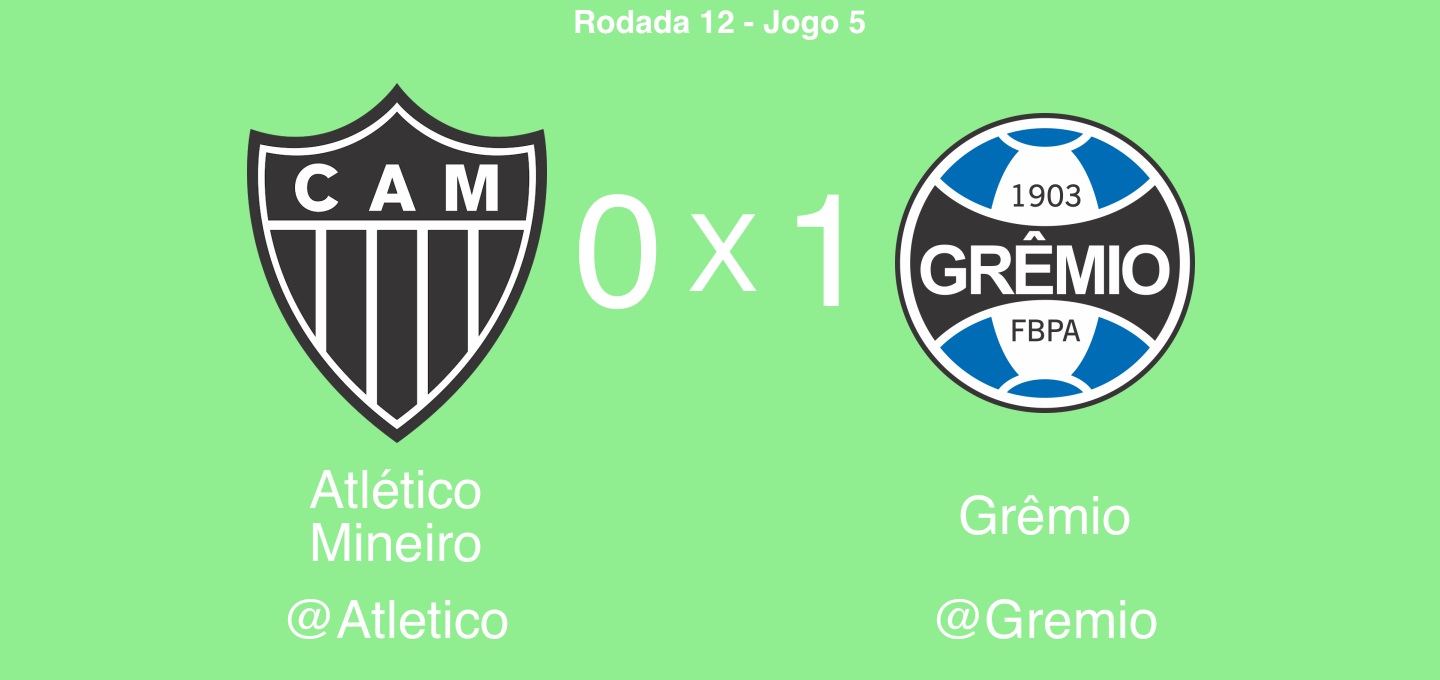 Rodada 12 - Jogo 5
C A M
0 x 1
1903
GRÊMIO
FBPA
Atlético
Mineiro
Grêmio
@Atletico
@Gremio